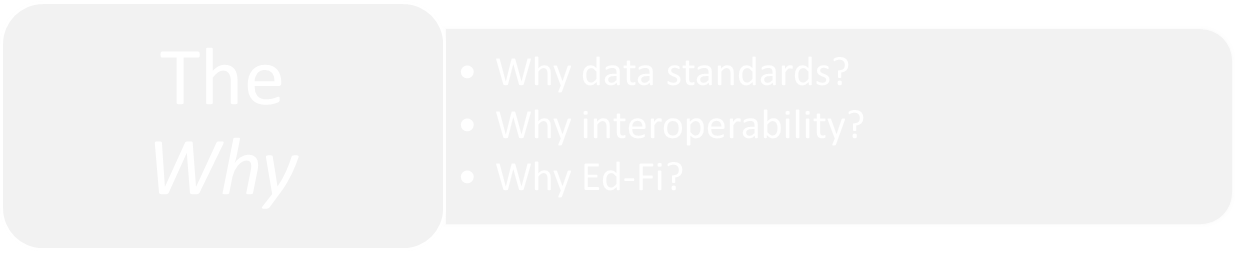 The
Why
• Why data standards?
• Why interoperability?
• Why Ed-Fi?